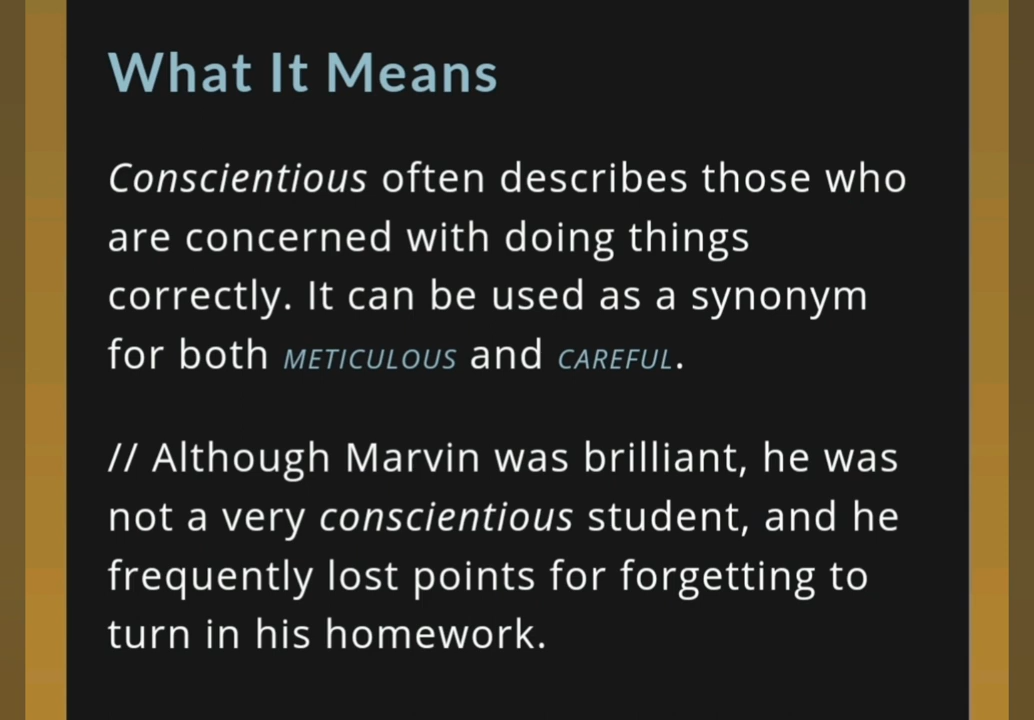 What It Means
Conscientious often describes those who
are concerned with doing things
correctly. It can be used as a synonym
for both METICULOUS and CAREFUL.
// Although Marvin was brilliant, he was
not a very conscientious student, and he
frequently lost points for forgetting to
turn in his homework.